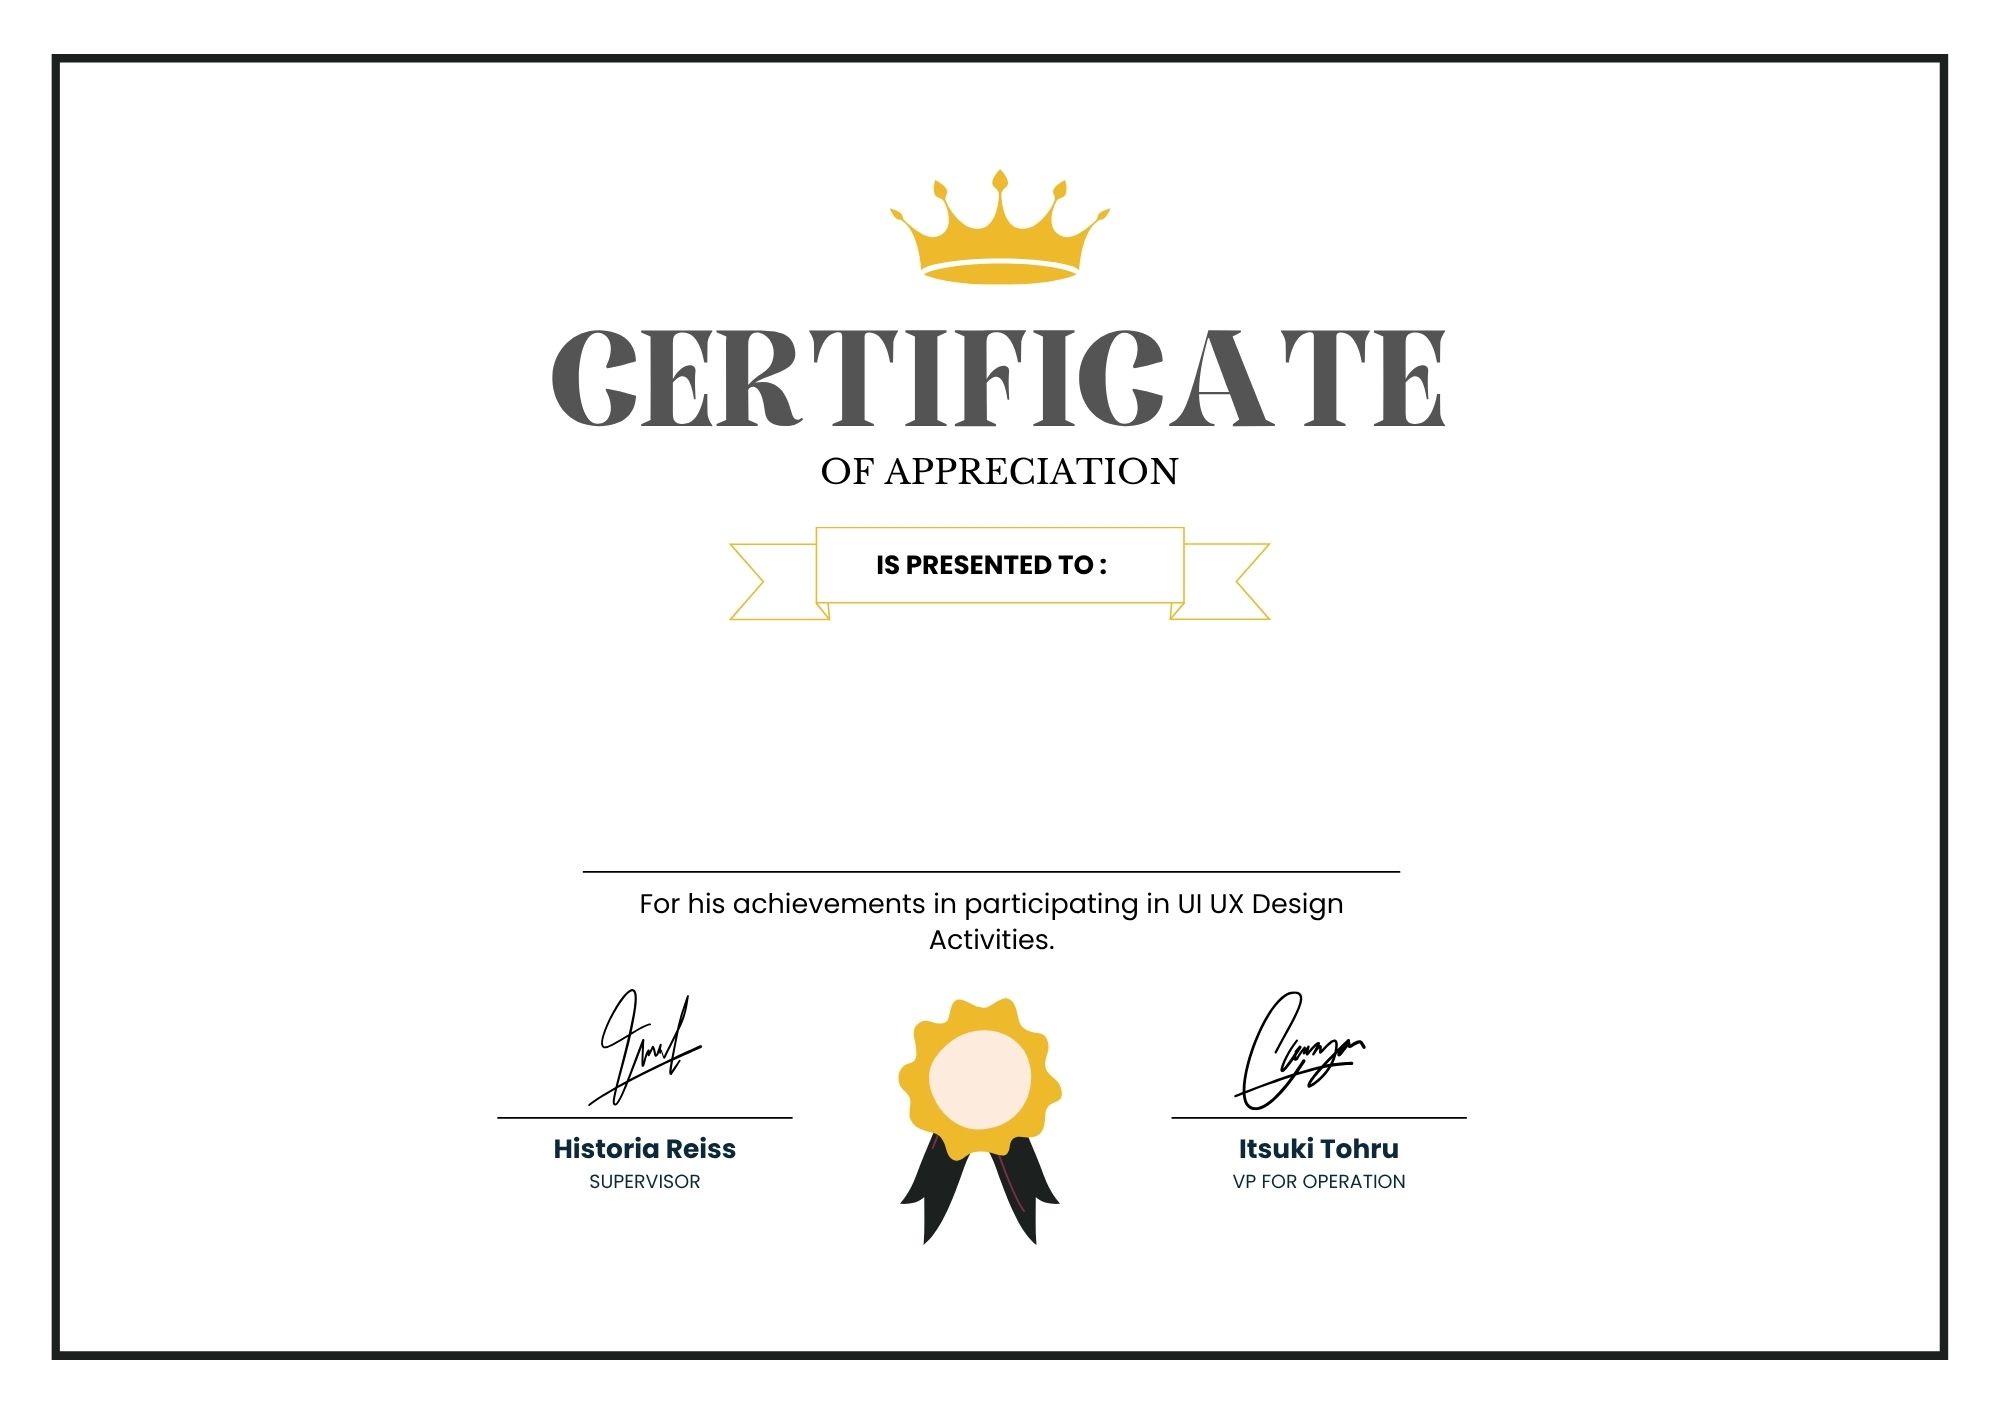 CERTIFICATE
OF APPRECIATION
IS PRESENTED TO :
For his achievements in participating in UI UX Design
Activities.
Historia Reiss
SUPERVISOR
Itsuki Tohru
VP FOR OPERATION